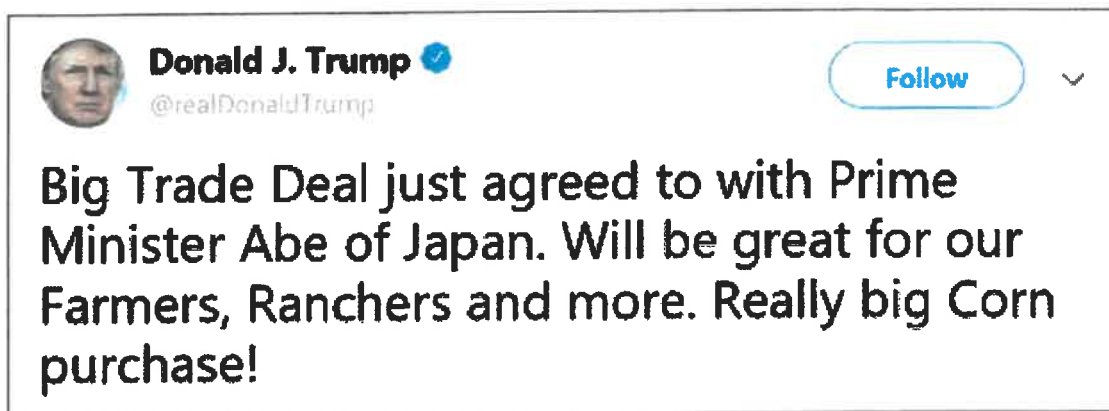 Donald J. Trump
@realDonaldTrump
Follow
Big Trade Deal just agreed to with Prime
Minister Abe of Japan. Will be great for our
Farmers, Ranchers and more. Really big Corn
purchase!